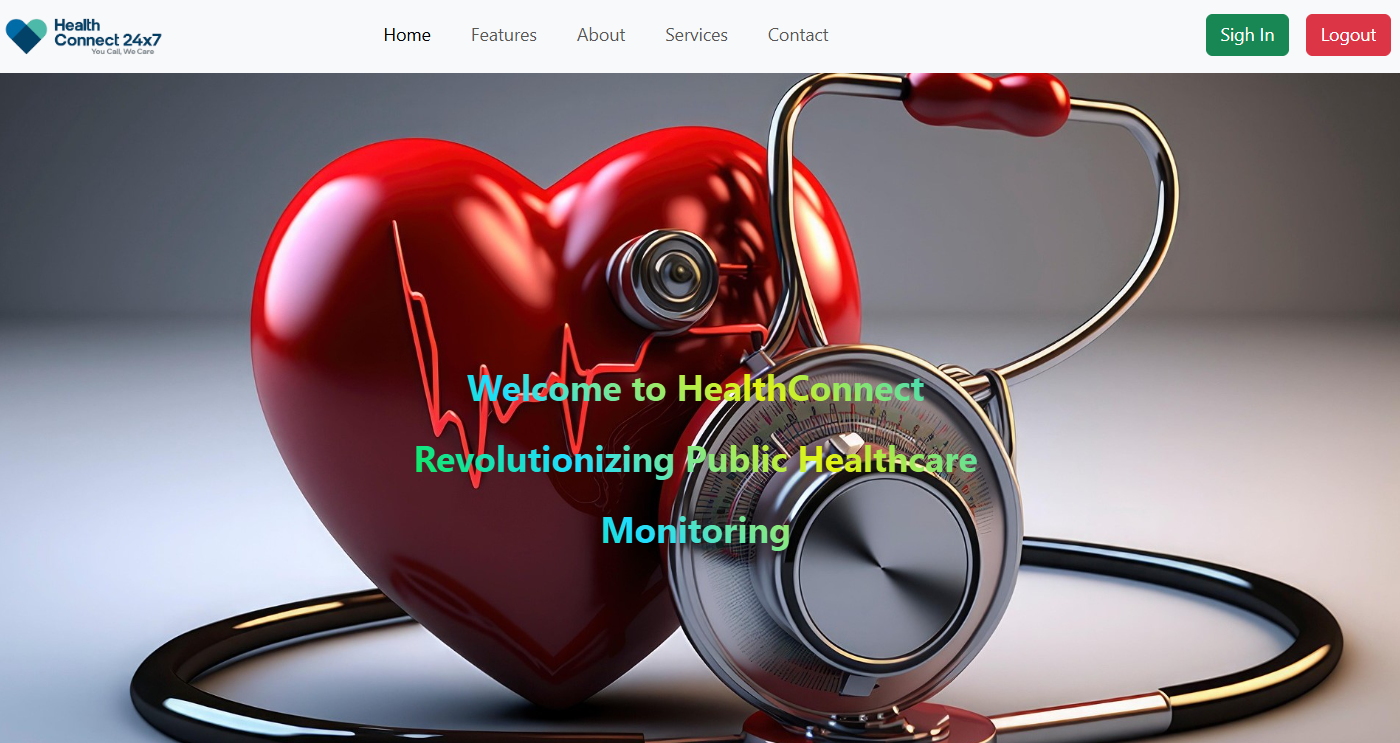 Health
Connect 24x7
You Call, We Care
Home Features About Services Contact
Sigh In Logout
Welcome to HealthConnect
Revolutionizing Public Healthcare
Monitoring